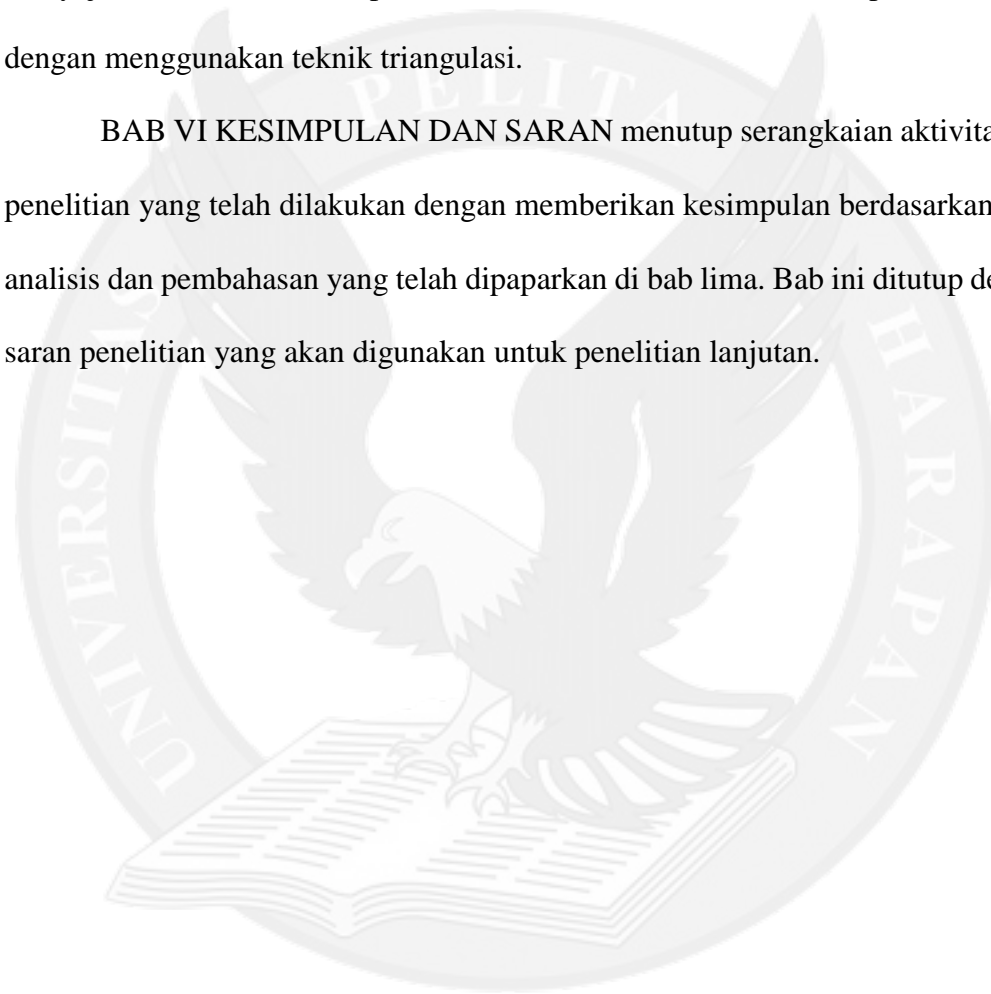 dengan menggunakan teknik triangulasi.
BAB VI KESIMPULAN DAN SARAN menutup serangkaian aktivita
penelitian yang telah dilakukan dengan memberikan kesimpulan berdasarkan
analisis dan pembahasan yang telah dipaparkan di bab lima. Bab ini ditutup de
saran penelitian yang akan digunakan untuk penelitian lanjutan.
UNIVERSITAS PELITA HARAPAN